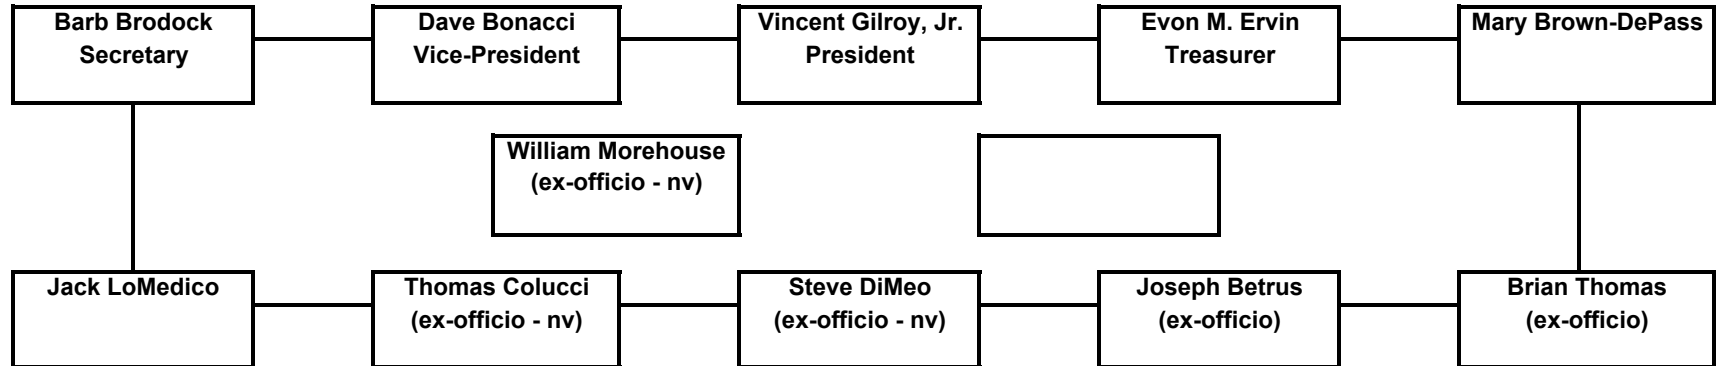 Barb Brodock
Secretary
Dave Bonacci
Vice-President
Vincent Gilroy, Jr.
President
Evon M. Ervin
Treasurer
Mary Brown-DePass
William Morehouse
(ex-officio - nv)
Jack LoMedico
Thomas Colucci
(ex-officio - nv)
Steve DiMeo
(ex-officio - nv)
Joseph Betrus
(ex-officio)
Brian Thomas
(ex-officio)